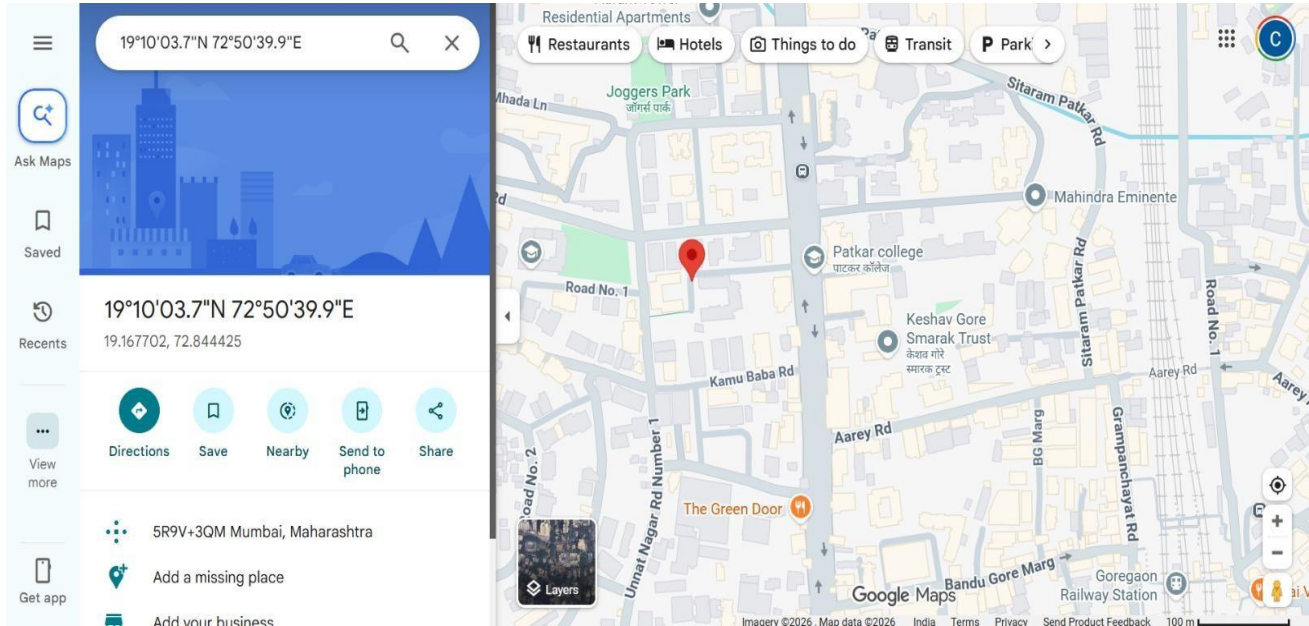 19°10'03.7"N 72°50'39.9"E
Ask Maps
Saved
Recents
View
more
Get app
19°10'03.7"N 72°50'39.9"E
19.167702, 72.844425
Directions
Save
Nearby
Send to
phone
Share
5R9V+3QM Mumbai, Maharashtra
Add a missing place
Add your business
Residential Apartments
Restaurants
Hotels
Things to do
Transit
P
C
Joggers Park
जॉगर्स पार्क
Mhada Ln
Sitaram Patkar Rd
Mahindra Eminente
Patkar college
पाटकर कॉलेज
Road No. 1
Keshav Gore
Smarak Trust
केशव गोरे
स्मारक ट्रस्ट
Sitaram Patkar Rd
Road No. 1
Kamu Baba Rd
Aarey Rd
Aarey
Aarey Rd
BG Marg
Grampanchayat Rd
Unnat Nagar Rd Number 1
No. 2
The Green Door
Layers
Google Maps
Bandu Gore Marg
Goregaon
Railway Station
Imagery ©2026 , Map data ©2026 India Terms Privacy Send Product Feedback 100 m